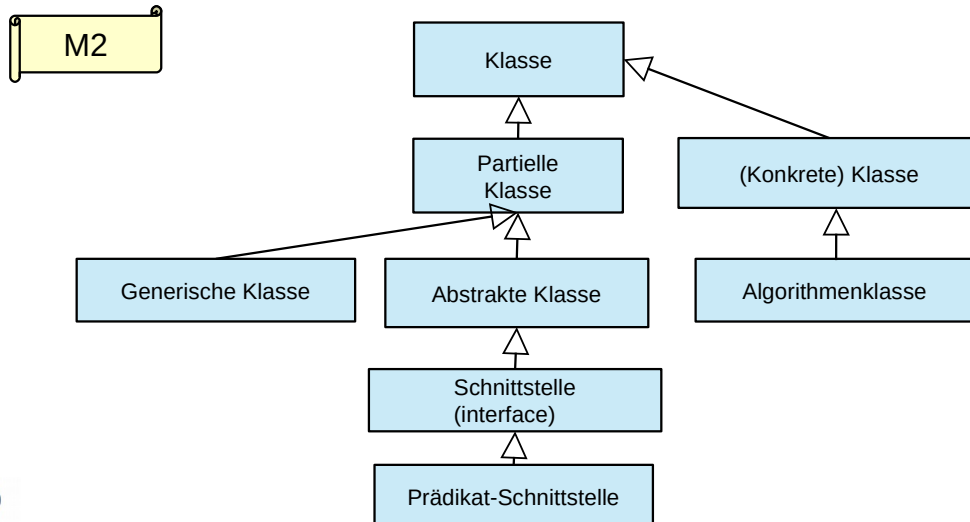 M2
Klasse
Partielle
Klasse
(Konkrete) Klasse
Generische Klasse
Abstrakte Klasse
Algorithmenklasse
Schnittstelle
(interface)
Prädikat-Schnittstelle